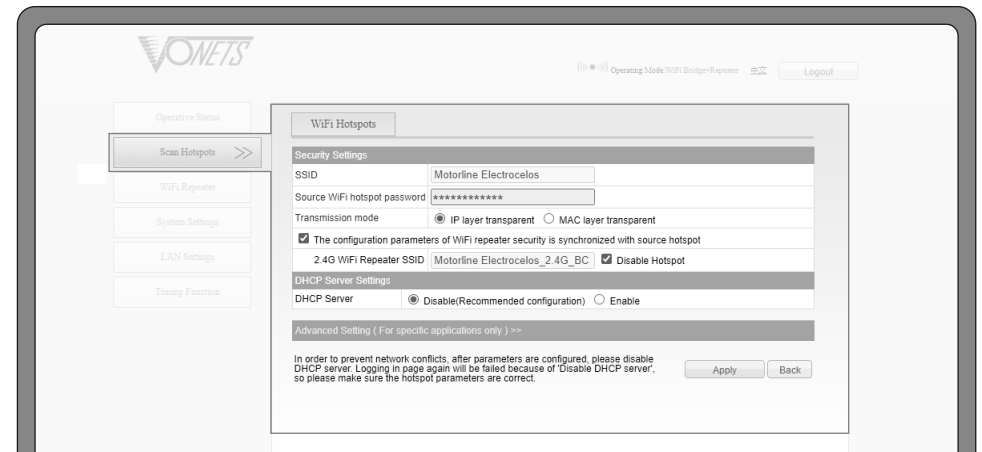 VONETS
Operating Mode:WiFi Bridge+Repeater 中文 Logout
Operative Status
Scan Hotspots >>
WiFi Repeater
System Settings
LAN Settings
Timing Function
WiFi Hotspots
Security Settings
SSID Motorline Electrocelos
Source WiFi hotspot password ************
Transmission mode IP layer transparent MAC layer transparent
The configuration parameters of WiFi repeater security is synchronized with source hotspot
2.4G WiFi Repeater SSID Motorline Electrocelos_2.4G_BC Disable Hotspot
DHCP Server Settings
DHCP Server Disable(Recommended configuration) Enable
Advanced Setting ( For specific applications only ) >>
In order to prevent network conflicts, after parameters are configured, please disable
DHCP server. Logging in page again will be failed because of 'Disable DHCP server',
so please make sure the hotspot parameters are correct.
Apply Back